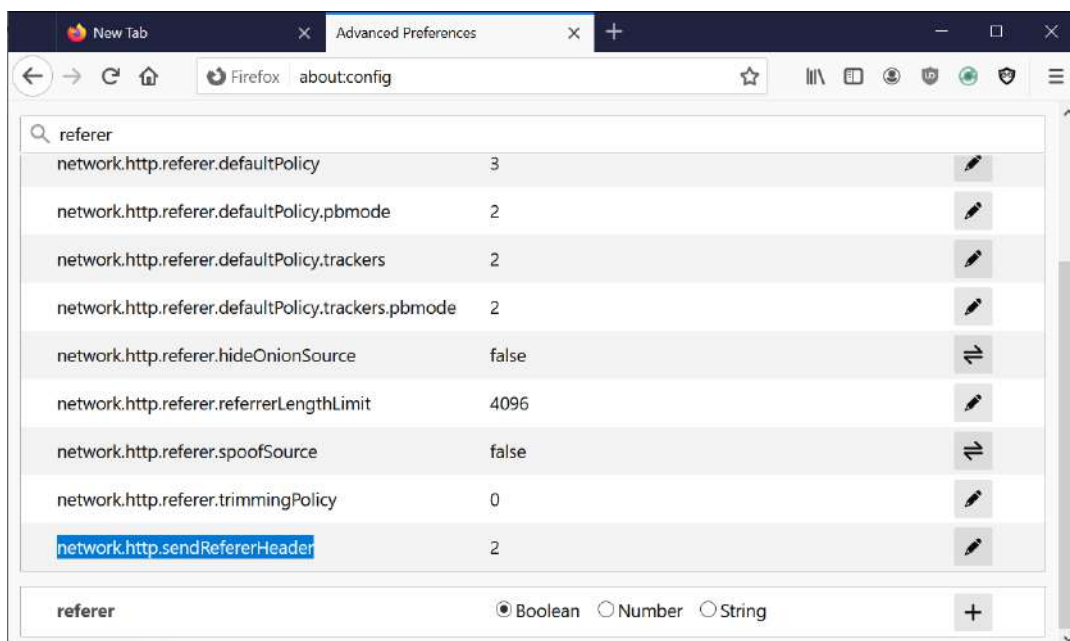 New Tab
Advanced Preferences
Firefox about:config
referer
network.http.referer.defaultPolicy 3
network.http.referer.defaultPolicy.pbmode 2
network.http.referer.defaultPolicy.trackers 2
network.http.referer.defaultPolicy.trackers.pbmode 2
network.http.referer.hideOnionSource false
network.http.referer.referrerLengthLimit 4096
network.http.referer.spoofSource false
network.http.referer.trimmingPolicy 0
network.http.sendRefererHeader 2
referer Boolean Number String